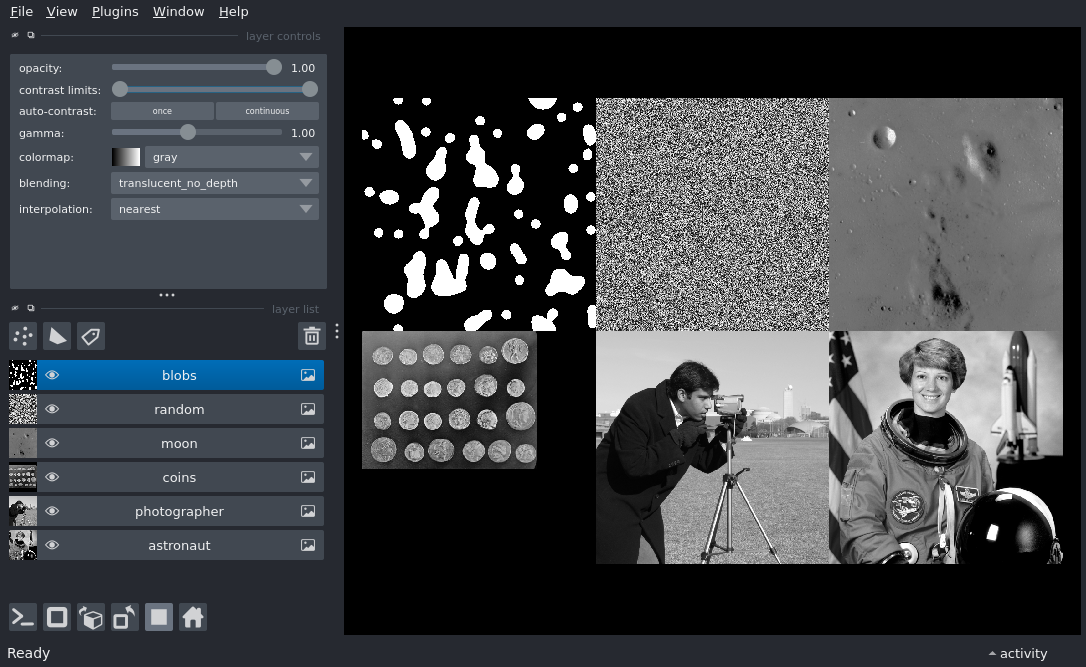 File View Plugins Window Help
layer controls
opacity: 1.00
contrast limits:
auto-contrast: once continuous
gamma: 1.00
colormap: gray
blending: translucent_no_depth
interpolation: nearest
layer list
blobs
random
moon
coins
photographer
astronaut
Ready activity